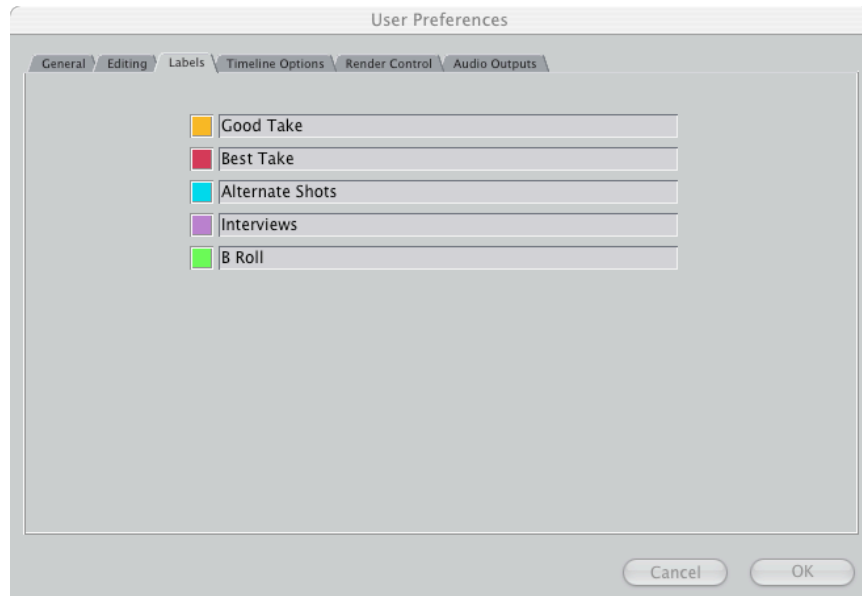 User Preferences
General Editing Labels Timeline Options Render Control Audio Outputs
Good Take
Best Take
Alternate Shots
Interviews
B Roll
Cancel OK